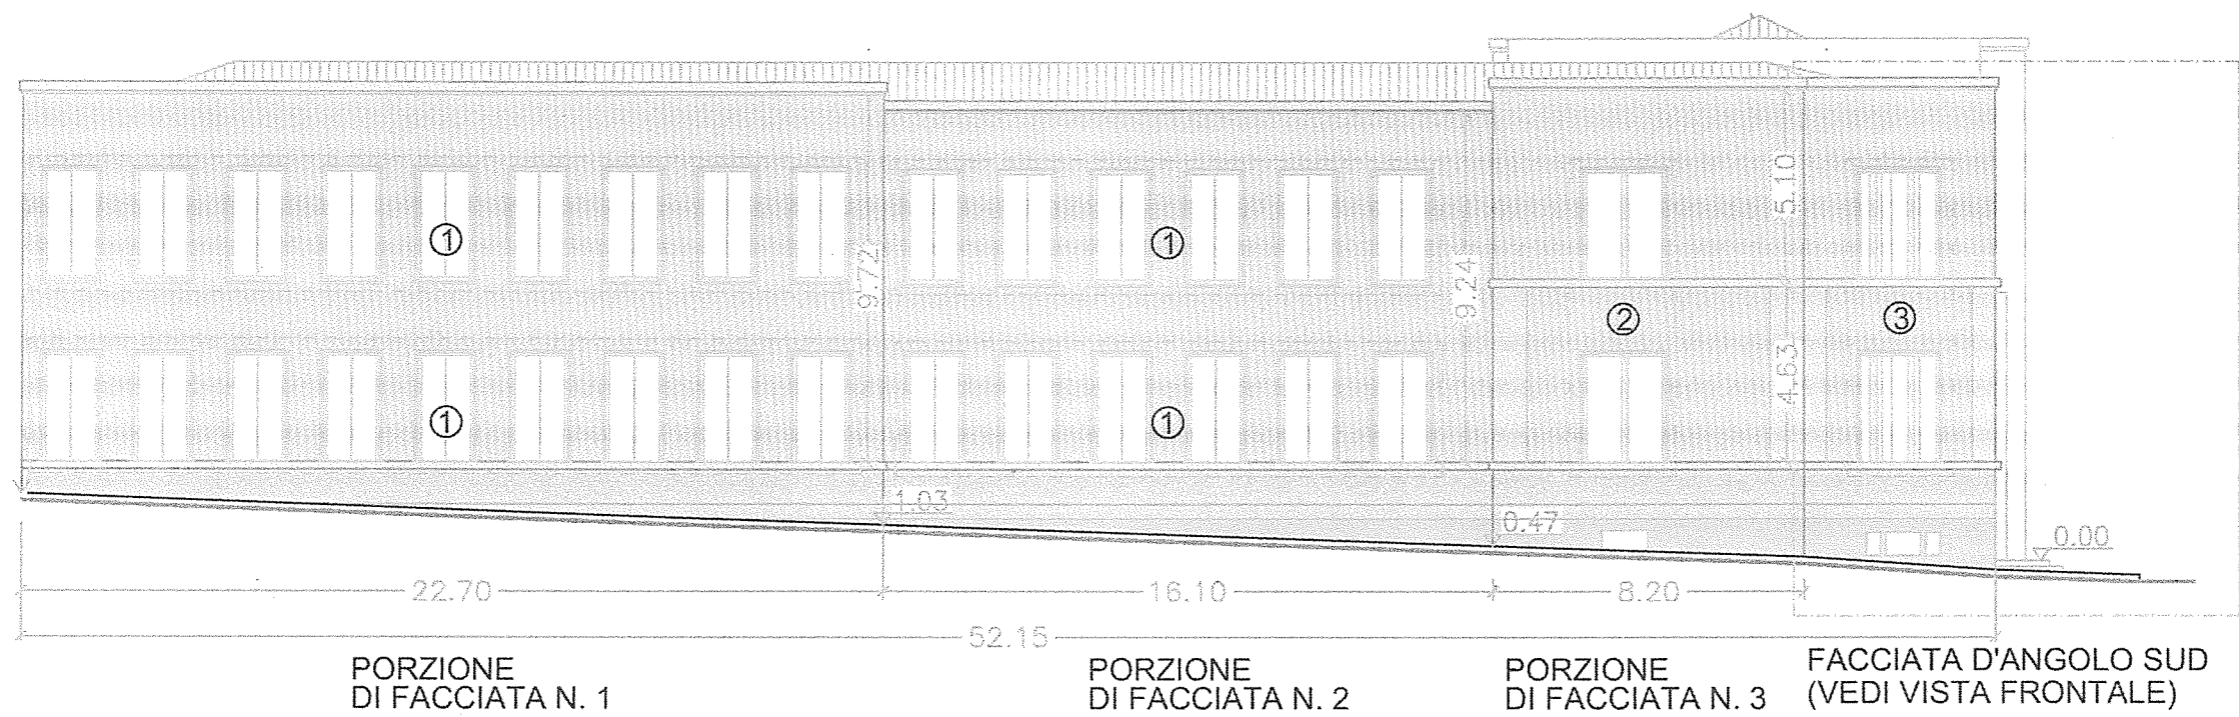 5.10
①
①
9.72
9.24
②
③
4.63
①
①
1.03
0.47
0.00
22.70
16.10
8.20
52.15
PORZIONE
DI FACCIATA N. 1
PORZIONE
DI FACCIATA N. 2
PORZIONE
DI FACCIATA N. 3
FACCIATA D'ANGOLO SUD
(VEDI VISTA FRONTALE)